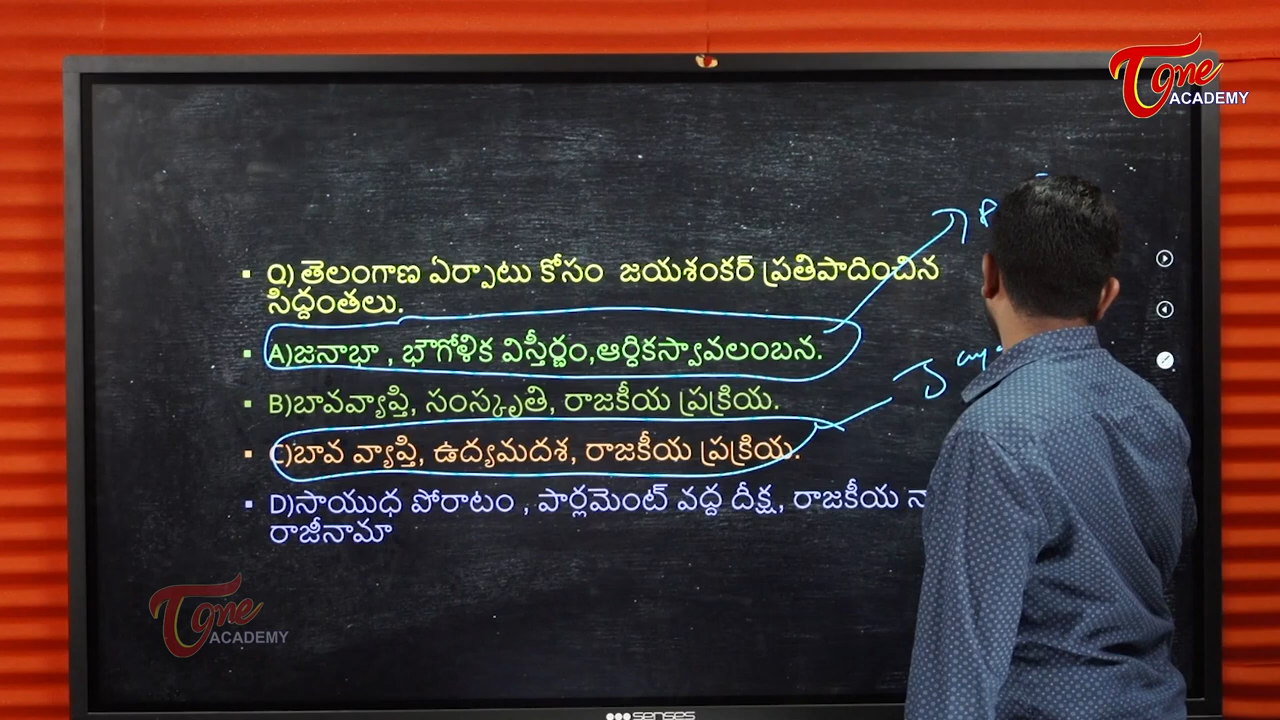 Tone
ACADEMY
Q) తెలంగాణ ఏర్పాటు కోసం జయశంకర్ ప్రతిపాదించిన
సిద్ధంతలు.
A)జనాభా , భౌగోళిక విస్తీర్ణం,ఆర్ధికస్వావలంబన.
B)బావవ్యాప్తి, సంస్కృతి, రాజకీయ ప్రక్రియ.
C)బావ వ్యాప్తి, ఉద్యమదశ, రాజకీయ ప్రక్రియ.
D)సాయుధ పోరాటం , పార్లమెంట్ వద్ద దీక్ష, రాజకీయ
రాజీనామా
Tone
ACADEMY
senses